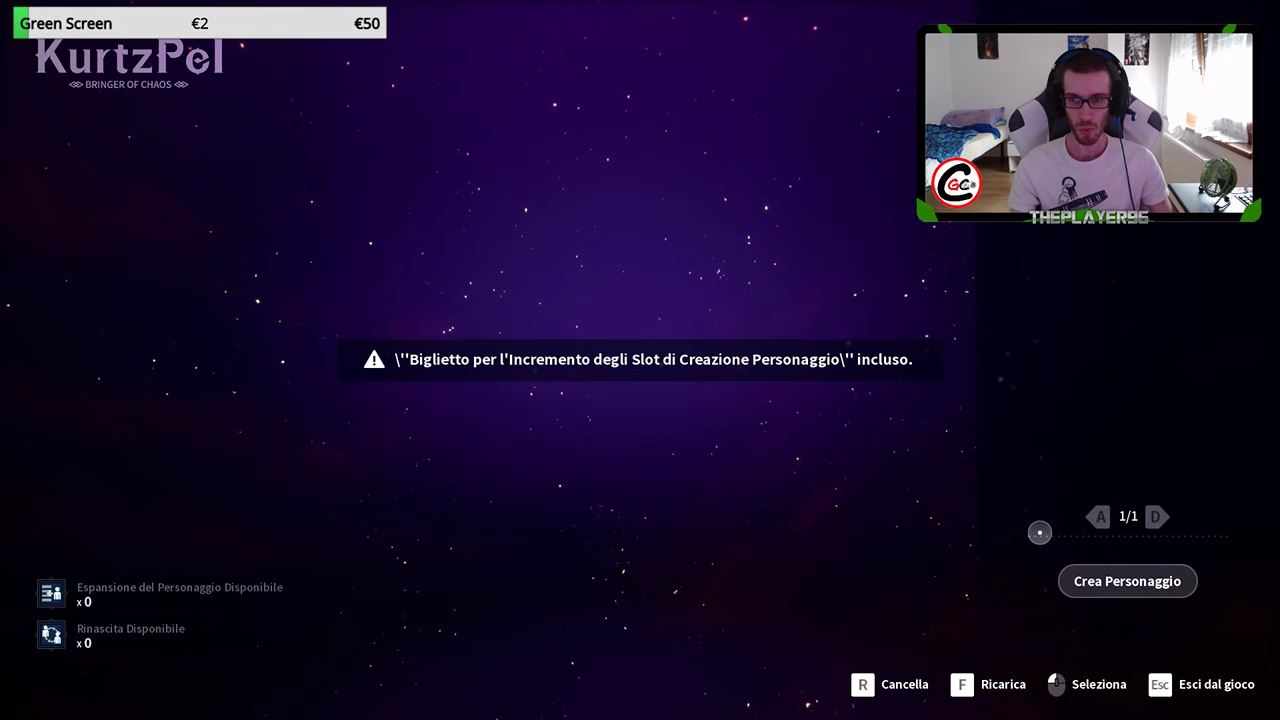 Green Screen €2 €50
KurtzPel
BRINGER OF CHAOS
THEPLAYER96
\''Biglietto per l'Incremento degli Slot di Creazione Personaggio\'' incluso.
A 1/1 D
Crea Personaggio
Espansione del Personaggio Disponibile
x 0
Rinascita Disponibile
x 0
R Cancella F Ricarica Seleziona Esc Esci dal gioco